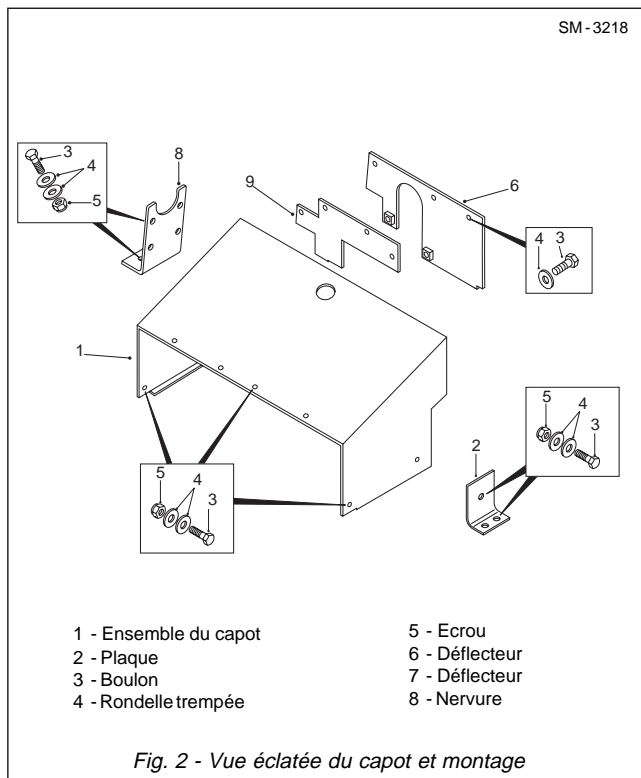 SM - 3218
3
4
5
8
9
6
4 3
1
5
4
3
2
5
4
3
1 - Ensemble du capot
2 - Plaque
3 - Boulon
4 - Rondelle trempée
5 - Ecrou
6 - Déflecteur
7 - Déflecteur
8 - Nervure
Fig. 2 - Vue éclatée du capot et montage